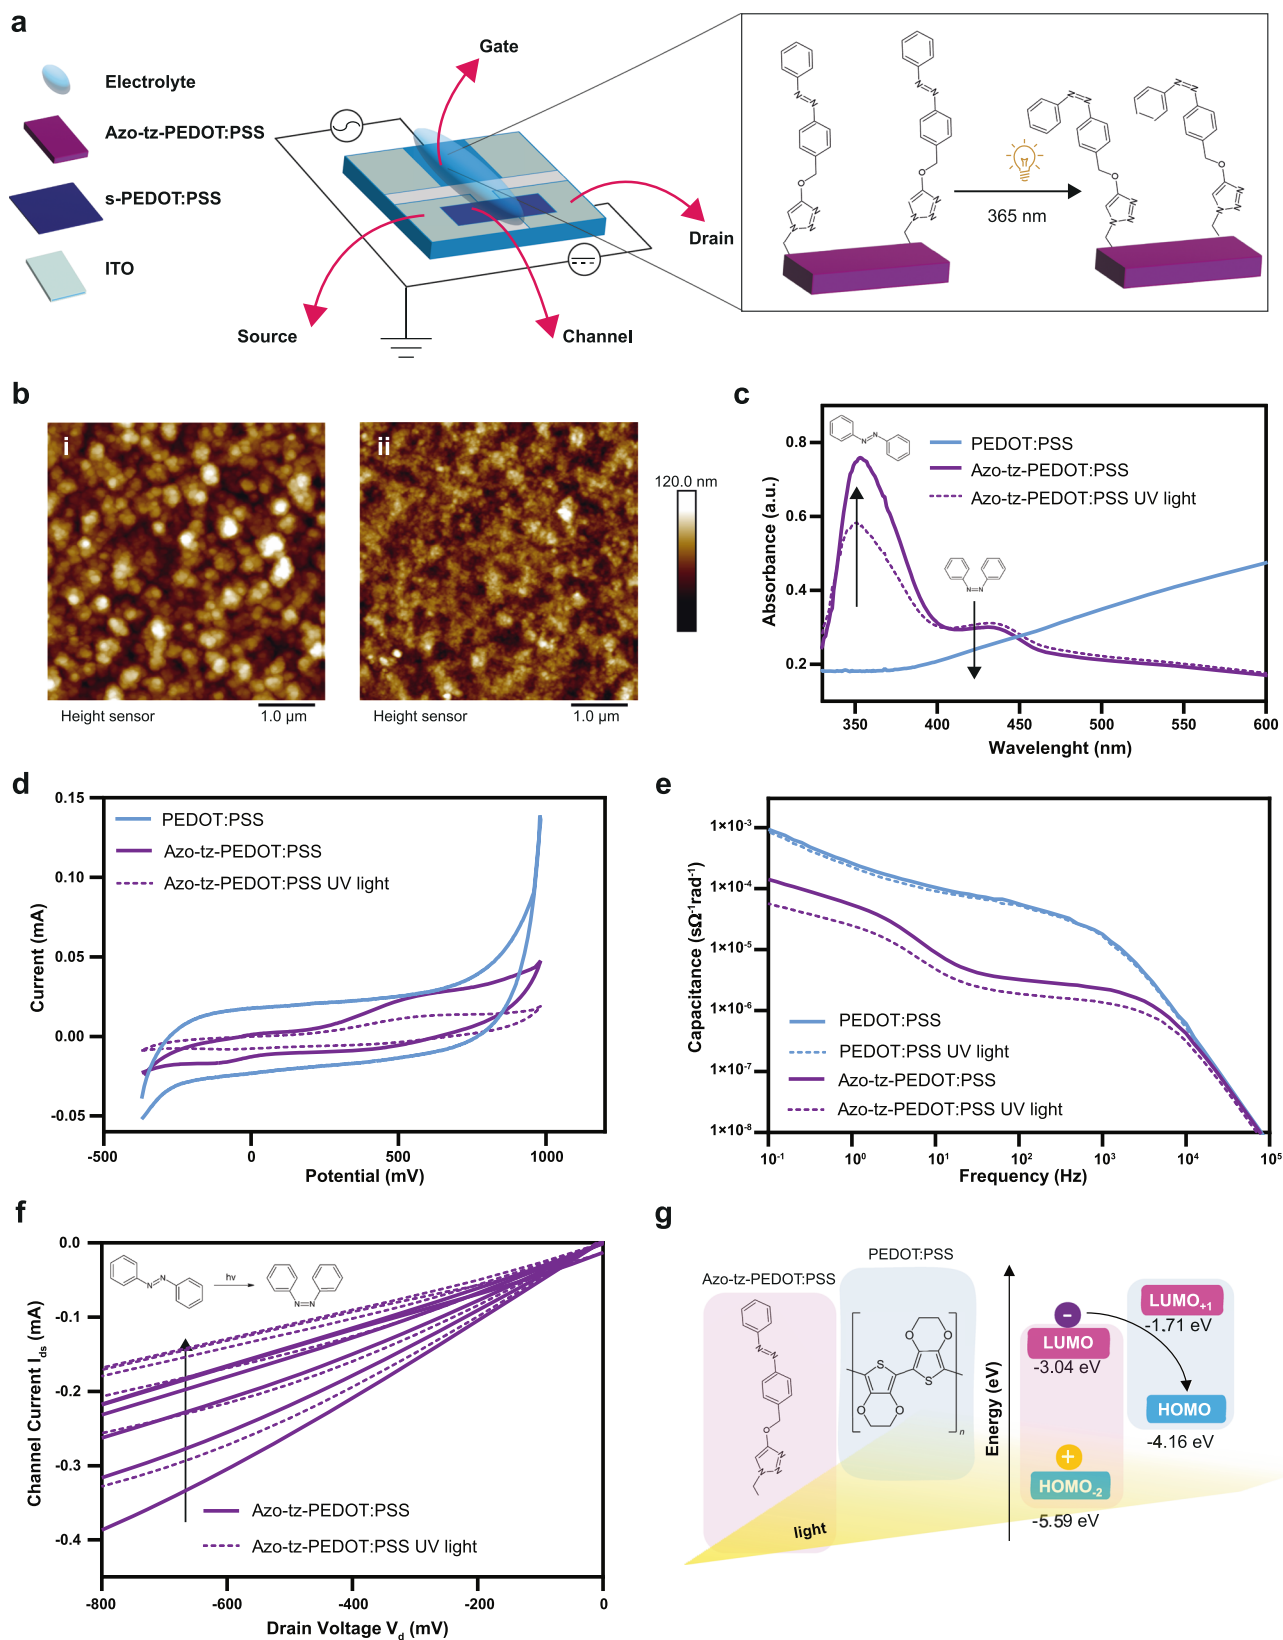 a
Electrolyte
Azo-tz-PEDOT:PSS
s-PEDOT:PSS
ITO
Gate
Drain
Source
Channel
N=N
O
N
N
N
N=N
O
N
N
N
365 nm
N=N
O
N
N
N
N=N
O
N
N
N
b
i
Height sensor
1.0 µm
ii
Height sensor
1.0 µm
120.0 nm
c
Absorbance (a.u.)
0.8
0.6
0.4
0.2
350 400 450 500 550 600
Wavelenght (nm)
N=N
N=N
PEDOT:PSS
Azo-tz-PEDOT:PSS
Azo-tz-PEDOT:PSS UV light
d
Current (mA)
0.15
0.10
0.05
0.00
-0.05
-500 0 500 1000
Potential (mV)
PEDOT:PSS
Azo-tz-PEDOT:PSS
Azo-tz-PEDOT:PSS UV light
e
Capacitance (sΩ⁻¹rad⁻¹)
1×10⁻³
1×10⁻⁴
1×10⁻⁵
1×10⁻⁶
1×10⁻⁷
1×10⁻⁸
10⁻¹ 10⁰ 10¹ 10² 10³ 10⁴ 10⁵
Frequency (Hz)
PEDOT:PSS
PEDOT:PSS UV light
Azo-tz-PEDOT:PSS
Azo-tz-PEDOT:PSS UV light
f
Channel Current I_ds (mA)
0.0
-0.1
-0.2
-0.3
-0.4
-800 -600 -400 -200 0
Drain Voltage V_d (mV)
N=N
hν
N=N
Azo-tz-PEDOT:PSS
Azo-tz-PEDOT:PSS UV light
g
Azo-tz-PEDOT:PSS
N=N
O
N
N
N
PEDOT:PSS
O O
S
S
O O
n
light
Energy (eV)
-
LUMO
-3.04 eV
+
HOMO₋₂
-5.59 eV
LUMO₊₁
-1.71 eV
HOMO
-4.16 eV